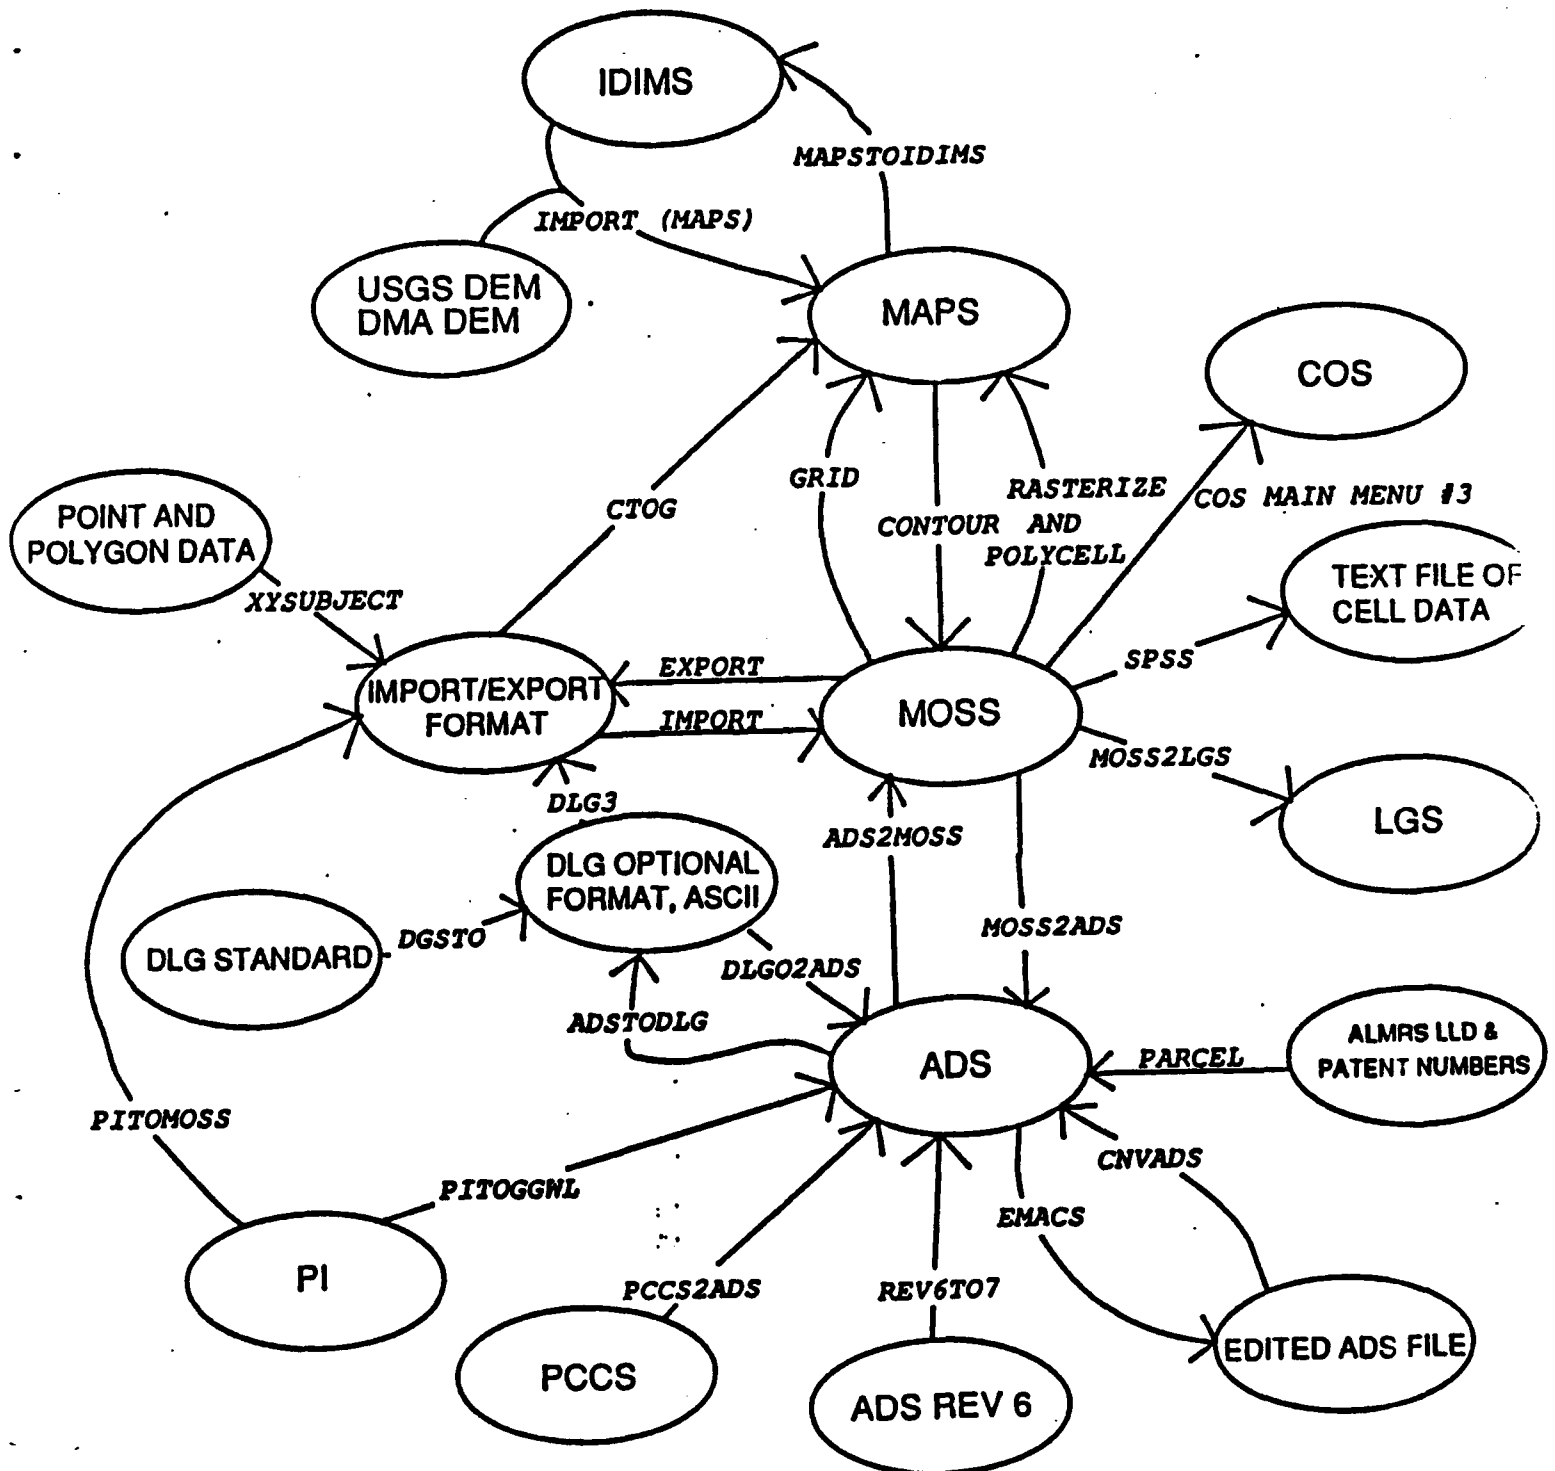 IDIMS
MAPSTOIDIMS
IMPORT (MAPS)
USGS DEM
DMA DEM
MAPS
COS
GRID
RASTERIZE
COS MAIN MENU #3
CTOG
CONTOUR AND
POLYCELL
POINT AND
POLYGON DATA
XYSUBJECT
TEXT FILE OF
CELL DATA
SPSS
EXPORT
IMPORT/EXPORT
FORMAT
IMPORT
MOSS
MOSS2LGS
LGS
DLG3
ADS2MOSS
DLG OPTIONAL
FORMAT, ASCII
DLG STANDARD
DGSTO
DLGO2ADS
MOSS2ADS
ADSTODLG
ADS
PARCEL
ALMRS LLD &
PATENT NUMBERS
PITOMOSS
CNVADS
PITOGGWL
EMACS
PI
PCCS2ADS
REV6TO7
PCCS
ADS REV 6
EDITED ADS FILE